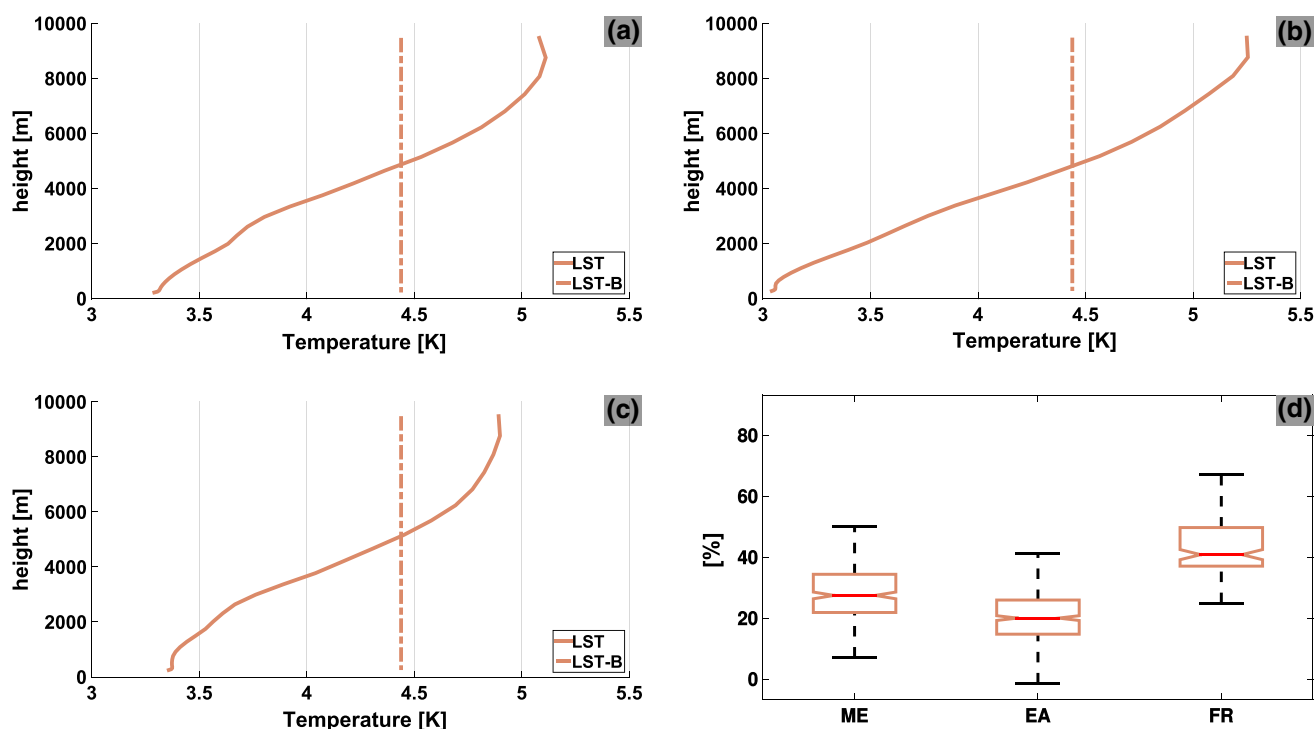 (a)
10000
8000
6000
4000
2000
0
height [m]
3 3.5 4 4.5 5 5.5
Temperature [K]
LST
LST-B
(b)
10000
8000
6000
4000
2000
0
height [m]
3 3.5 4 4.5 5 5.5
Temperature [K]
LST
LST-B
(c)
10000
8000
6000
4000
2000
0
height [m]
3 3.5 4 4.5 5 5.5
Temperature [K]
LST
LST-B
(d)
80
60
40
20
0
[%]
ME EA FR